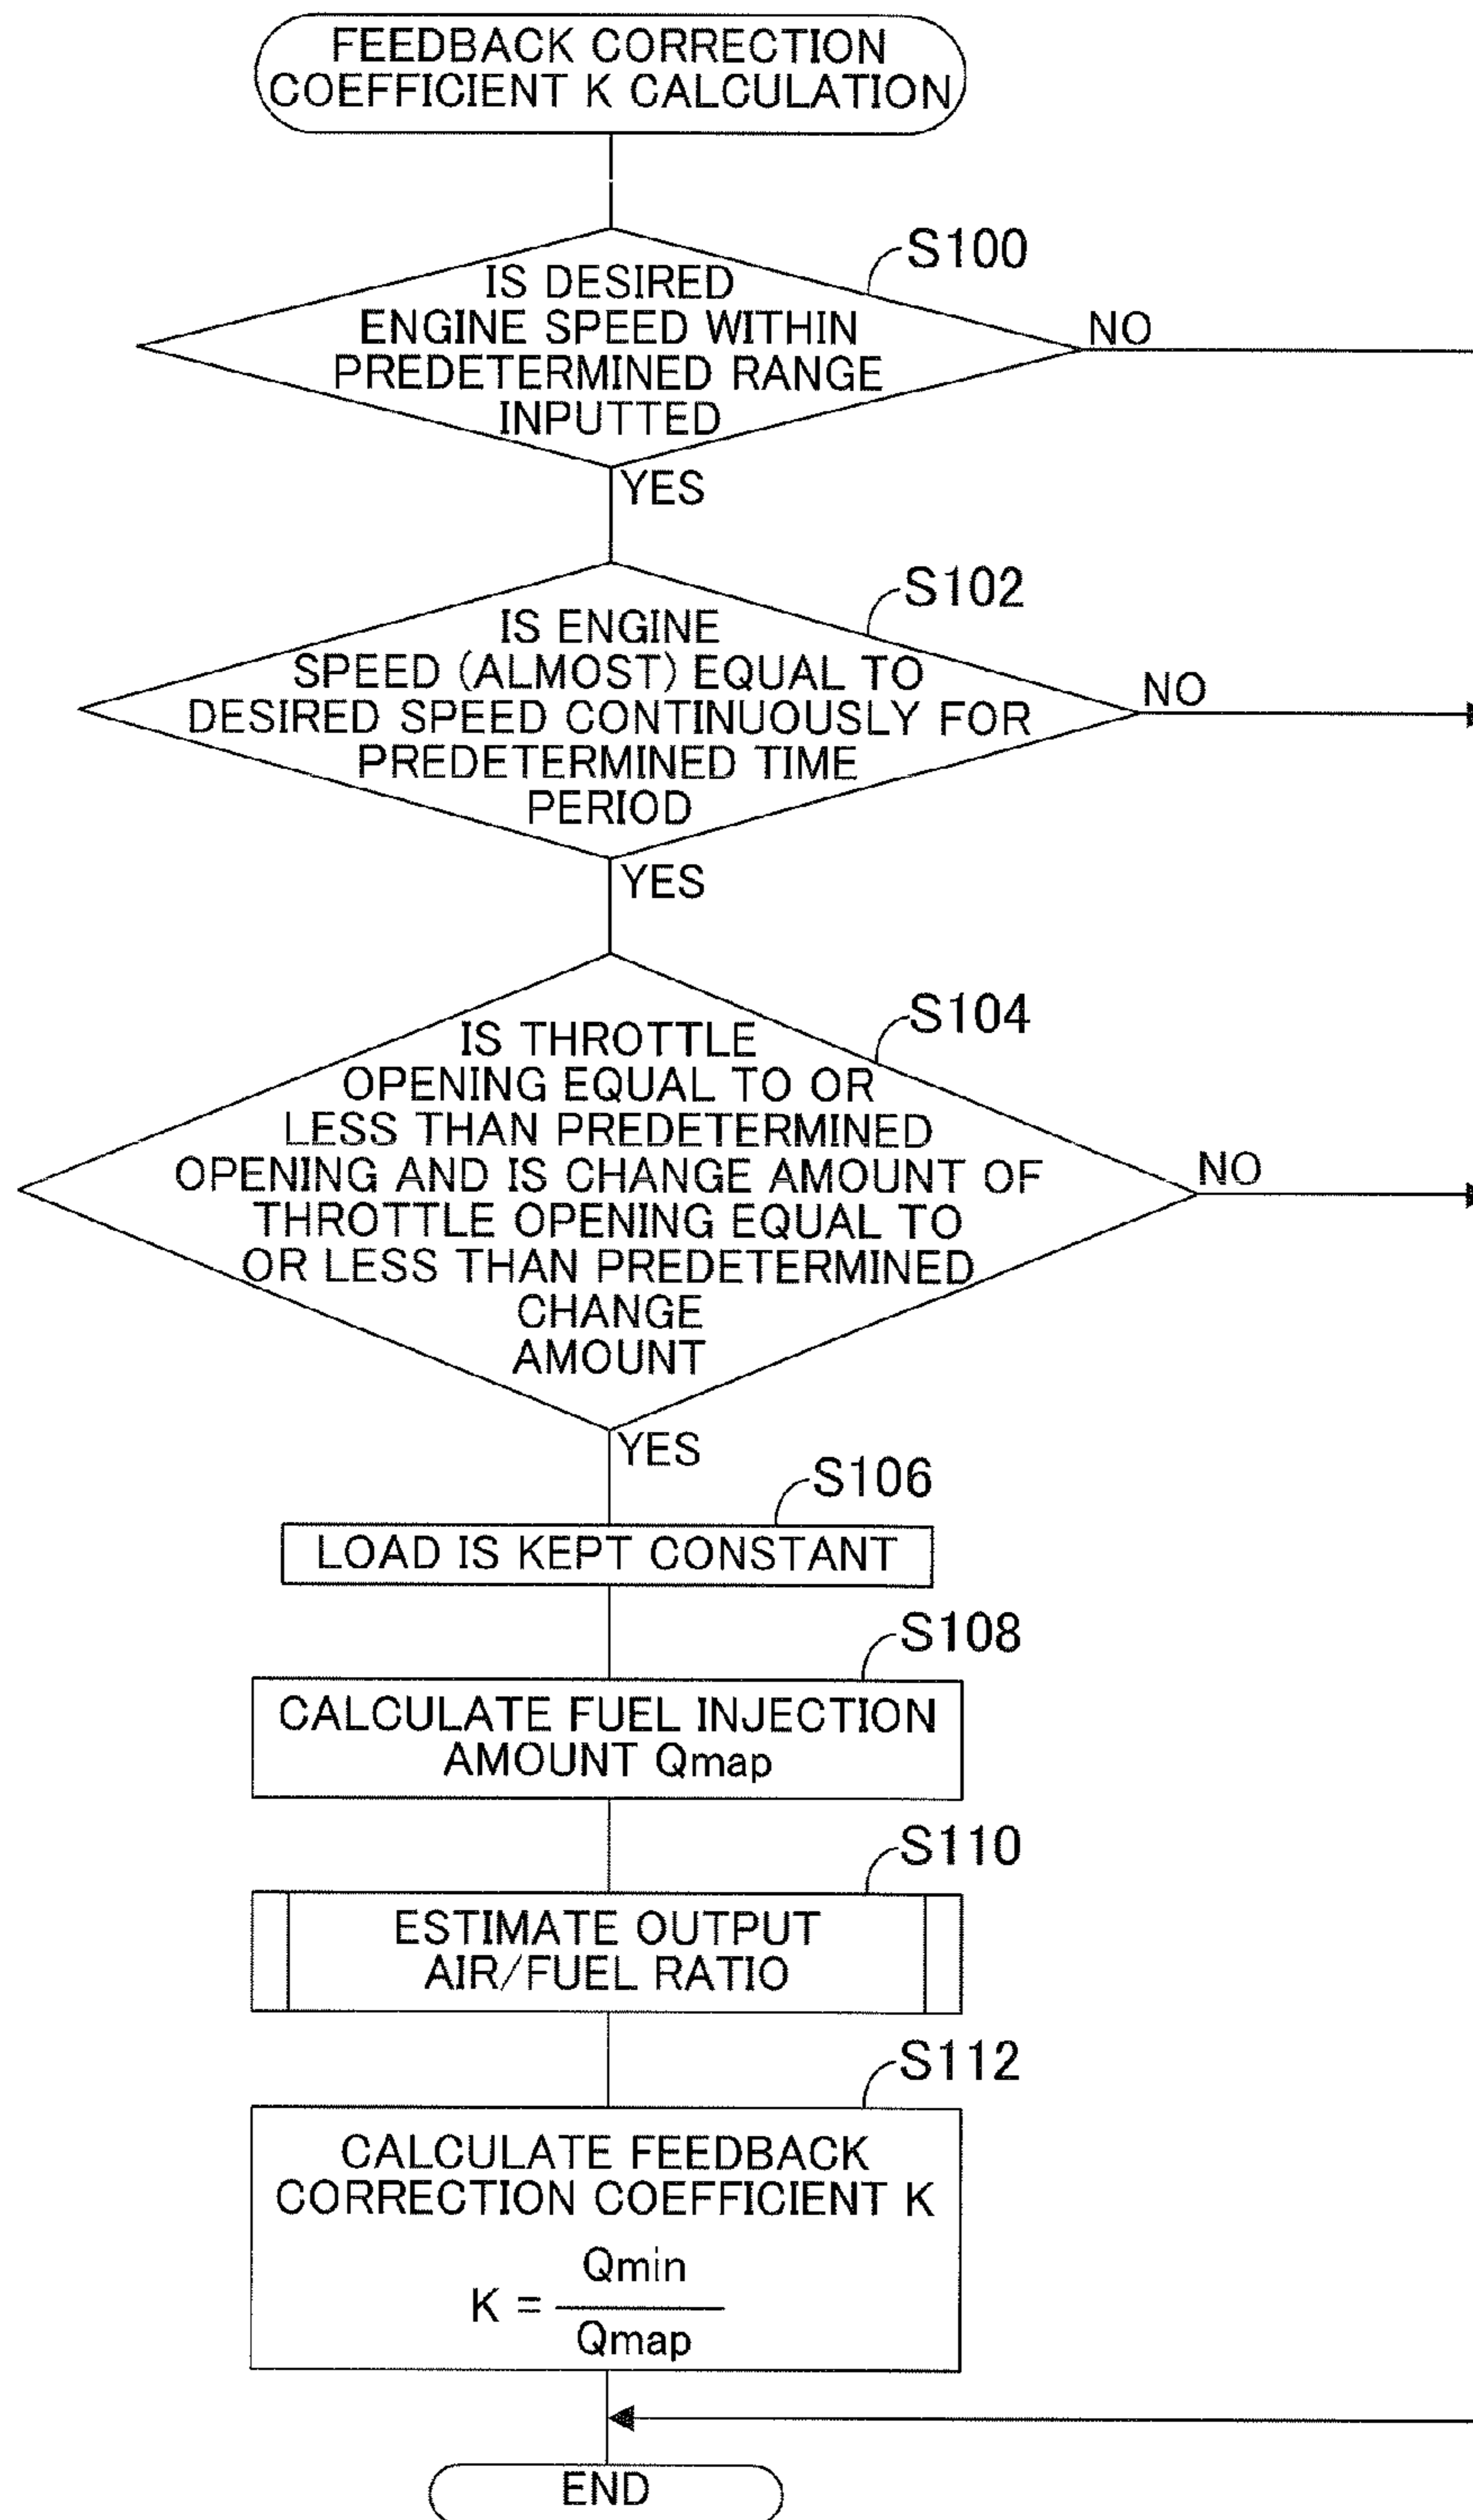 FEEDBACK CORRECTION
COEFFICIENT K CALCULATION
S100
IS DESIRED
ENGINE SPEED WITHIN
PREDETERMINED RANGE
INPUTTED
NO
YES
S102
IS ENGINE
SPEED (ALMOST) EQUAL TO
DESIRED SPEED CONTINUOUSLY FOR
PREDETERMINED TIME
PERIOD
NO
YES
S104
IS THROTTLE
OPENING EQUAL TO OR
LESS THAN PREDETERMINED
OPENING AND IS CHANGE AMOUNT OF
THROTTLE OPENING EQUAL TO
OR LESS THAN PREDETERMINED
CHANGE
AMOUNT
NO
YES
S106
LOAD IS KEPT CONSTANT
S108
CALCULATE FUEL INJECTION
AMOUNT Qmap
S110
ESTIMATE OUTPUT
AIR/FUEL RATIO
S112
CALCULATE FEEDBACK
CORRECTION COEFFICIENT K
Qmin
K =
Qmap
END